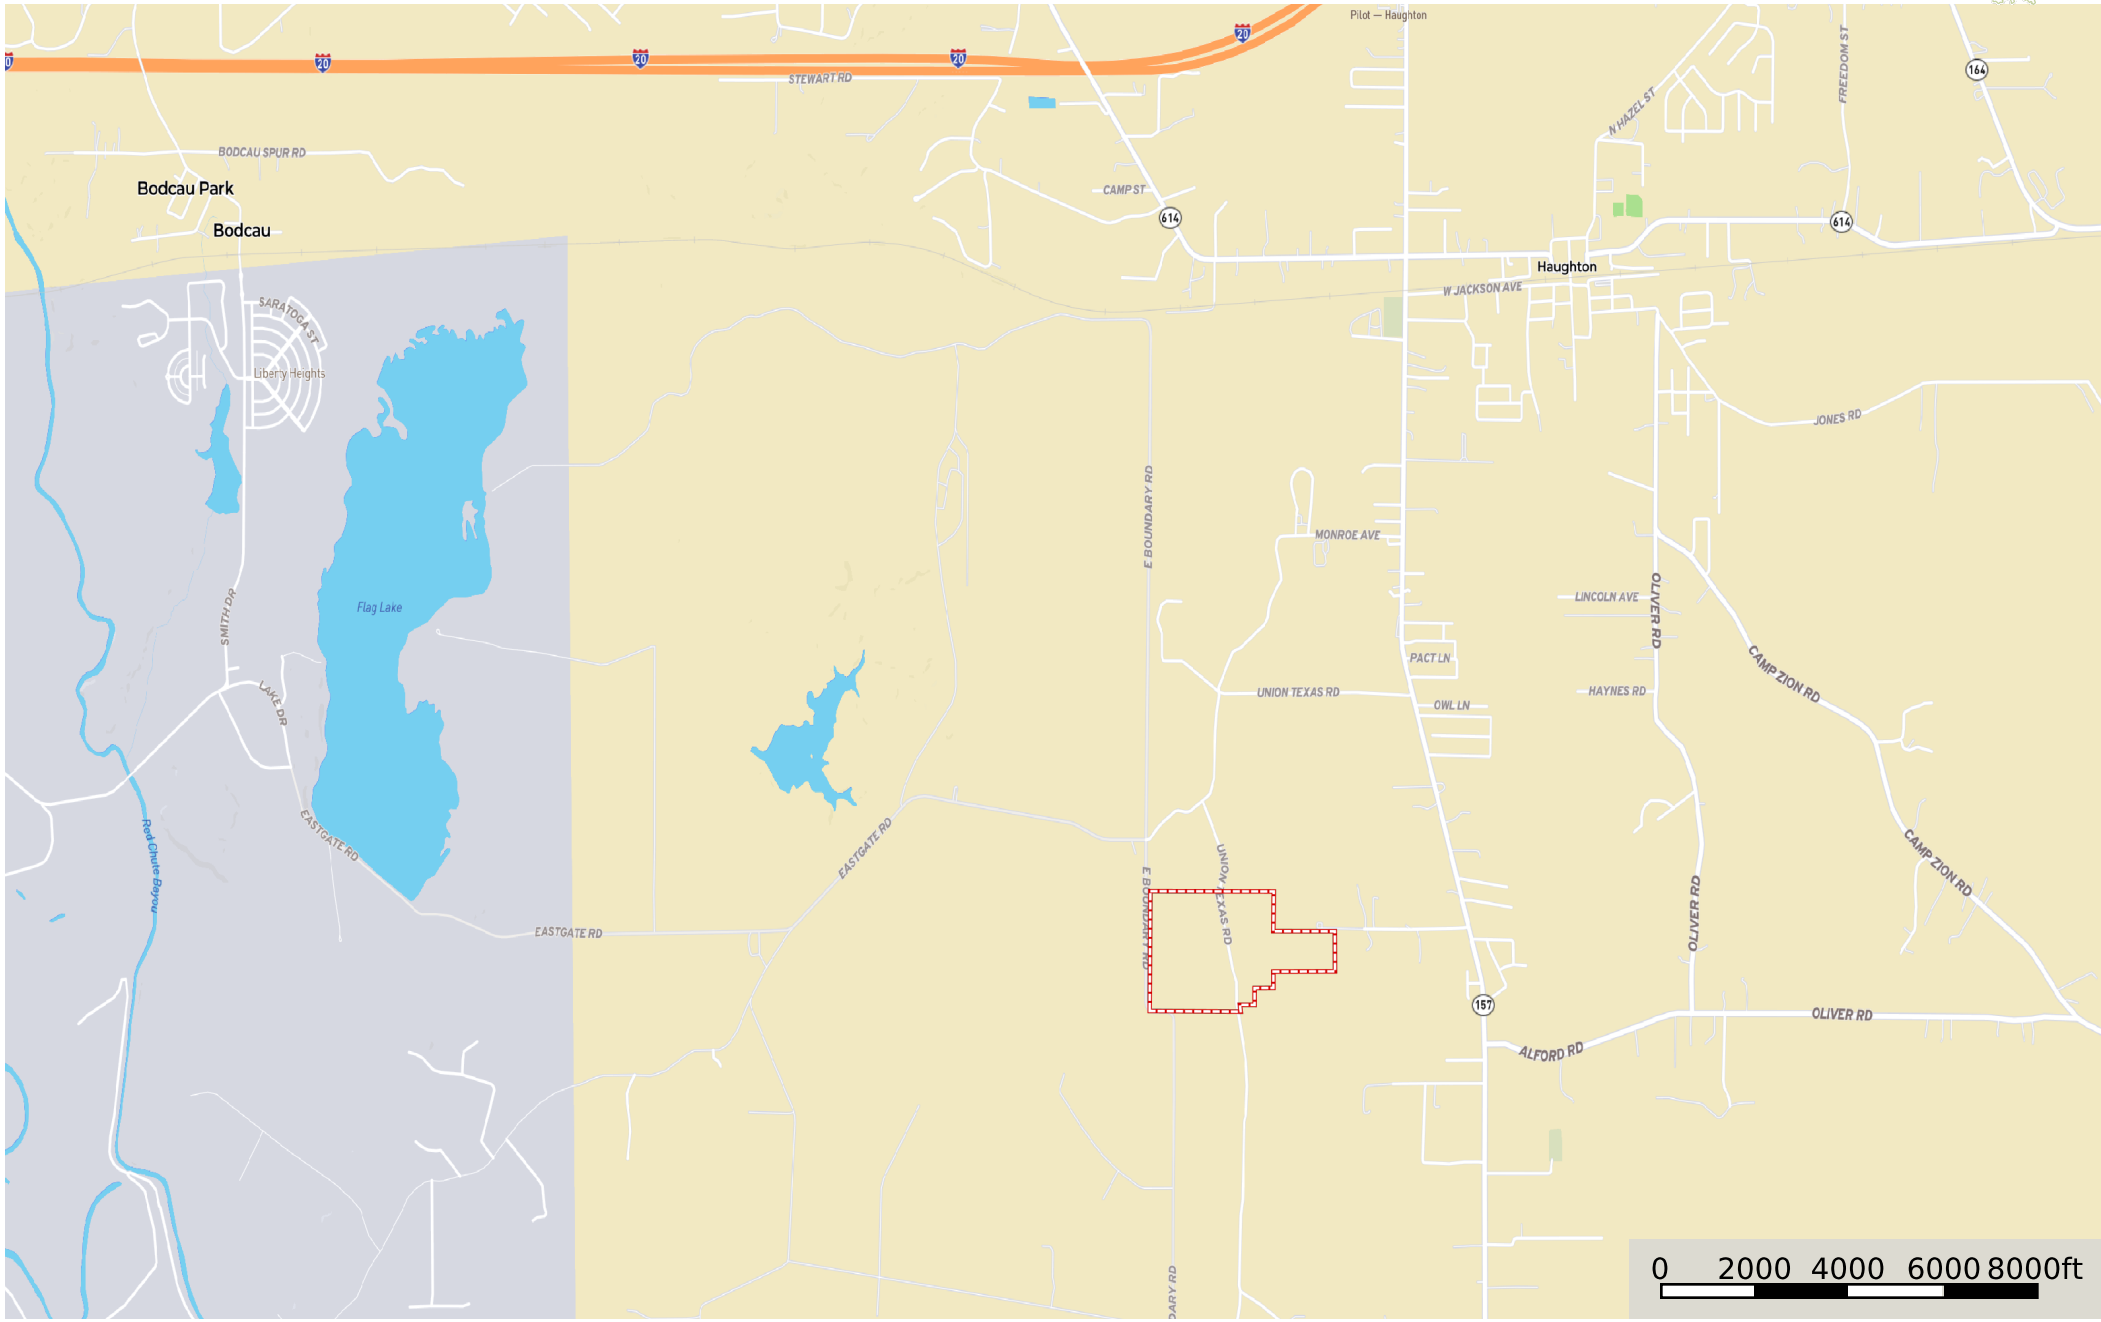 Pilot — Haughton
20
20
20
20
0
STEWART RD
FREEDOM ST
164
N HAZEL ST
BODCAU SPUR RD
Bodcau Park
CAMP ST
614
614
Bodcau
Haughton
W JACKSON AVE
SARATOGA ST
Liberty Heights
JONES RD
E BOUNDARY RD
MONROE AVE
LINCOLN AVE
OLIVER RD
Flag Lake
SMITH DR
PACT LN
CAMP ZION RD
LAKE DR
UNION TEXAS RD
HAYNES RD
OWL LN
EASTGATE RD
EASTGATE RD
Red Chute Bayou
UNION TEXAS RD
CAMP ZION RD
E BOUNDARY RD
OLIVER RD
EASTGATE RD
157
OLIVER RD
ALFORD RD
DARY RD
0 2000 4000 6000 8000ft